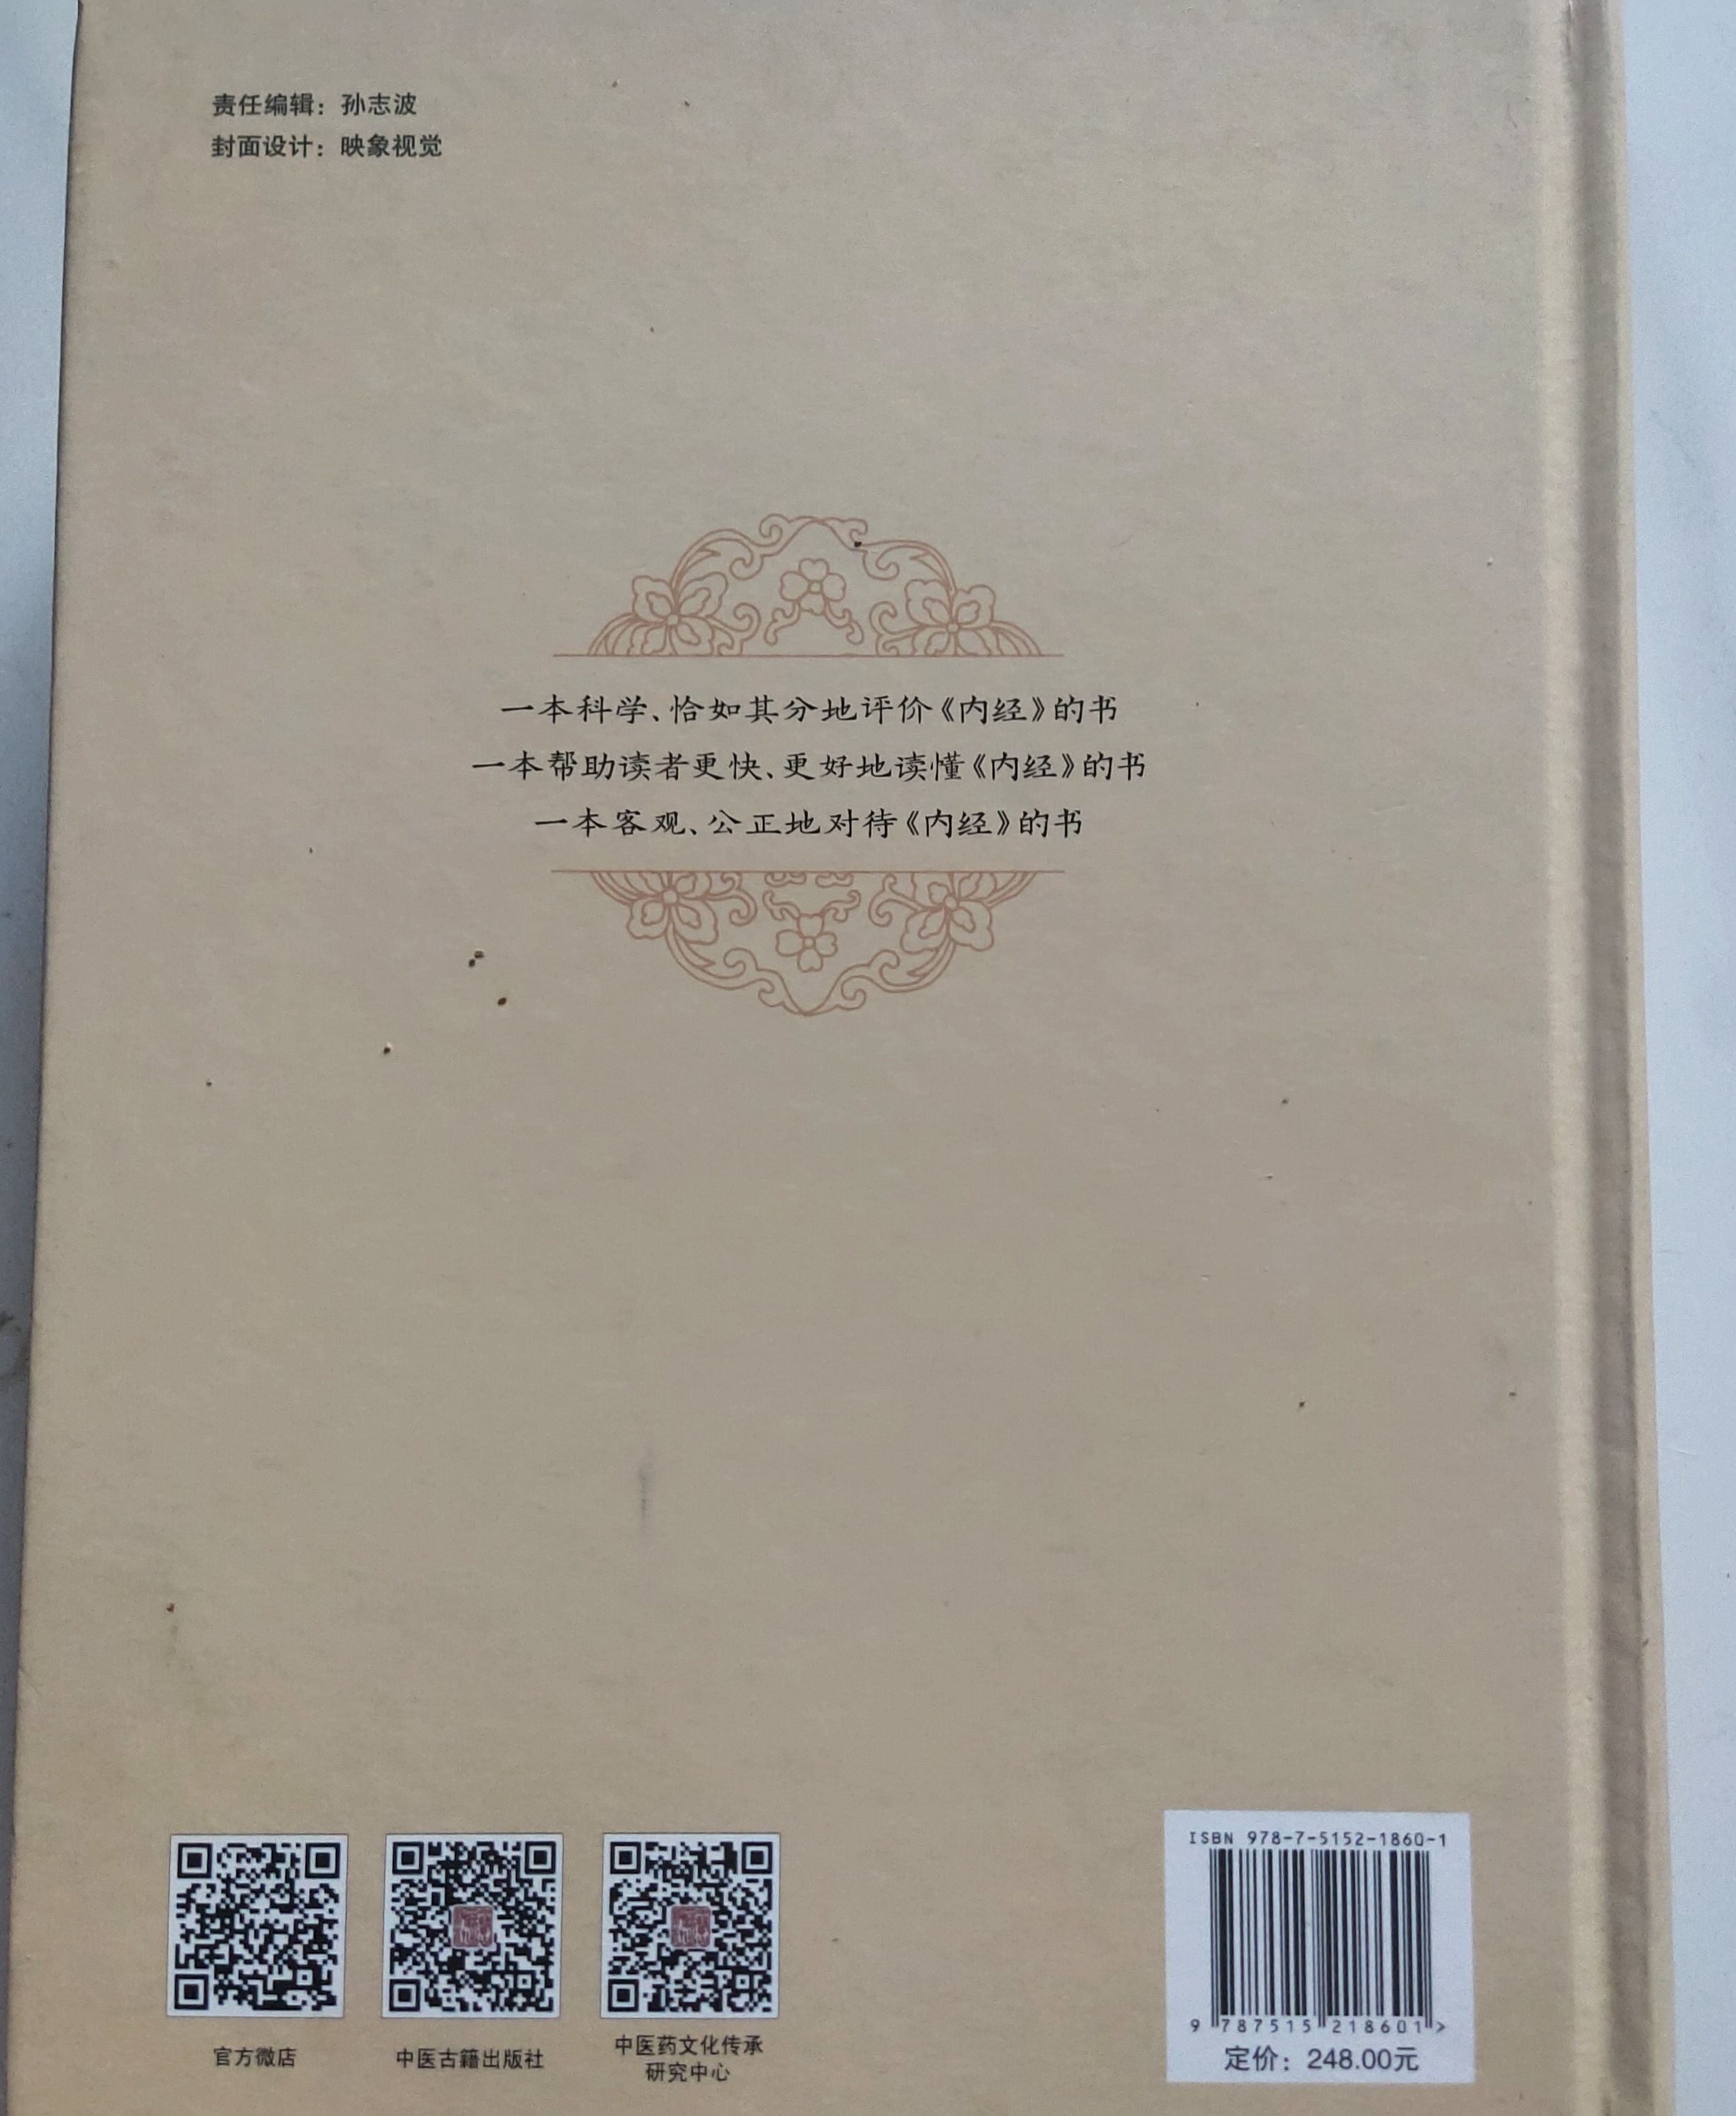 责任编辑：孙志波
封面设计：映象视觉
一本科学、恰如其分地评价《内经》的书
一本帮助读者更快、更好地读懂《内经》的书
一本客观、公正地对待《内经》的书
官方微店
中医古籍出版社
中医药文化传承
研究中心
ISBN 978-7-5152-1860-1
9 787515 218601 >
定价：248.00元